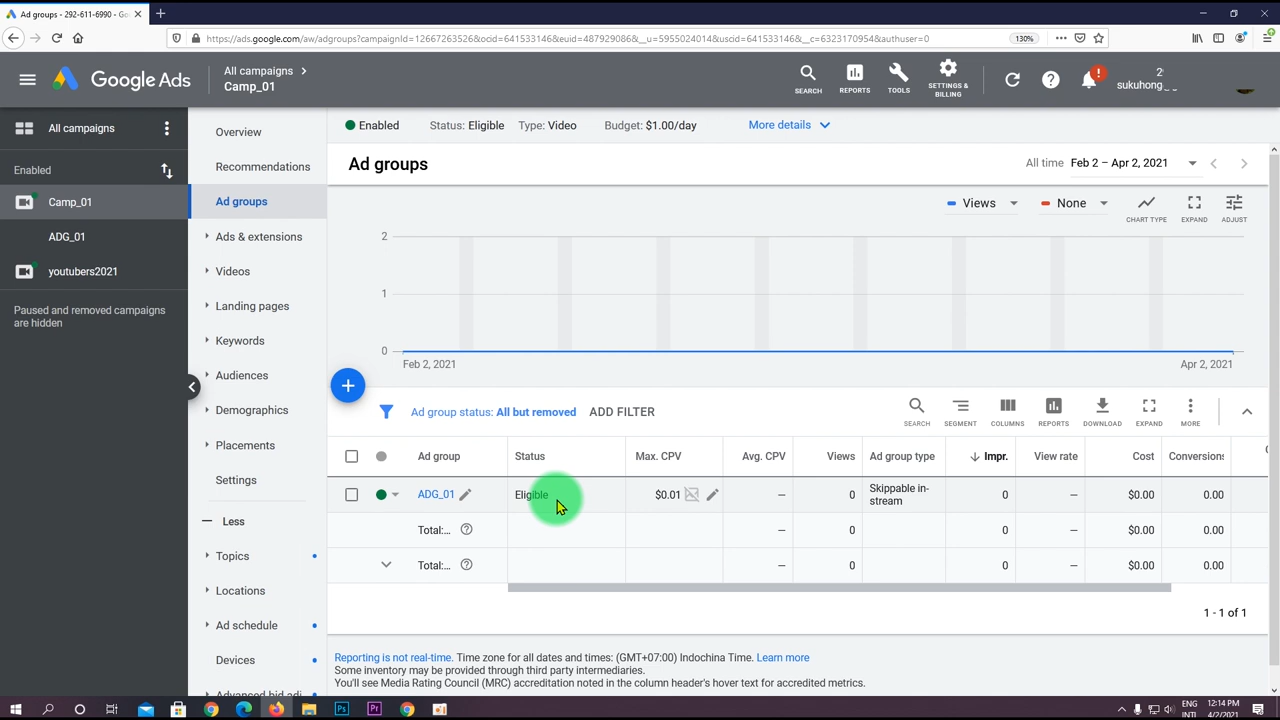 Ad groups - 292-611-6990 - Goo
https://ads.google.com/aw/adgroups?campaignId=12667263526&ocid=641533146&euid=4879290868&__u=5955024014&uscid=641533146&__c=6323170954&authuser=0
130%
Google Ads
All campaigns
Camp_01
SEARCH
REPORTS
TOOLS
SETTINGS & BILLING
!
sukuhong
All campaigns
Enabled
Camp_01
ADG_01
youtubers2021
Paused and removed campaigns are hidden
Overview
Recommendations
Ad groups
Ads & extensions
Videos
Landing pages
Keywords
Audiences
Demographics
Placements
Settings
Less
Topics
Locations
Ad schedule
Devices
Advanced bid adj
Enabled Status: Eligible Type: Video Budget: $1.00/day More details
Ad groups
All time Feb 2 – Apr 2, 2021
Views None
CHART TYPE EXPAND ADJUST
2
1
0
Feb 2, 2021 Apr 2, 2021
Ad group status: All but removed ADD FILTER
SEARCH SEGMENT COLUMNS REPORTS DOWNLOAD EXPAND MORE
Ad group Status Max. CPV Avg. CPV Views Ad group type Impr. View rate Cost Conversions
ADG_01 Eligible $0.01 — 0 Skippable in-stream 0 — $0.00 0.00
Total:... — 0 0 — $0.00 0.00
Total:... — 0 0 — $0.00 0.00
1 - 1 of 1
Reporting is not real-time. Time zone for all dates and times: (GMT+07:00) Indochina Time. Learn more
Some inventory may be provided through third party intermediaries.
You'll see Media Rating Council (MRC) accreditation noted in the column header's hover text for accredited metrics.
ENG
INTL
12:14 PM
4/2/2021